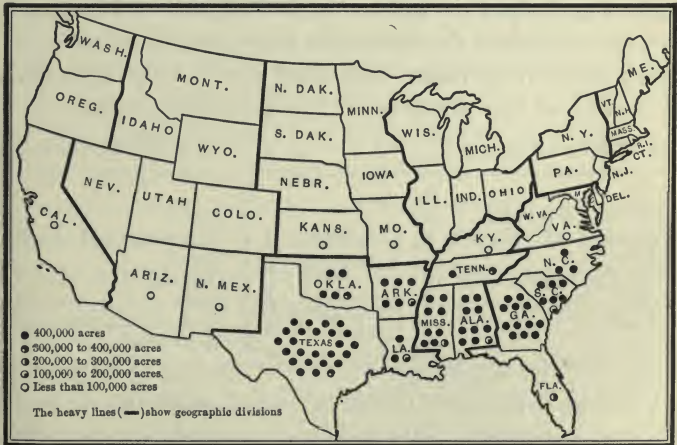 WASH.
MONT.
N. DAK.
MINN.
ME.
OREG.
IDAHO
S. DAK.
WIS.
MICH.
VT.
N.H.
N. Y.
MASS.
R.I.
CT.
WYO.
NEBR.
IOWA
PA.
N.J.
NEV.
UTAH
COLO.
ILL.
IND.
OHIO
DEL.
W. VA.
VA.
CAL.
KANS.
MO.
KY.
ARIZ.
N. MEX.
OKLA.
ARK.
TENN.
N. C.
S. C.
TEXAS
LA.
MISS.
ALA.
GA.
FLA.
400,000 acres
300,000 to 400,000 acres
200,000 to 300,000 acres
100,000 to 200,000 acres
Less than 100,000 acres
The heavy lines (━) show geographic divisions